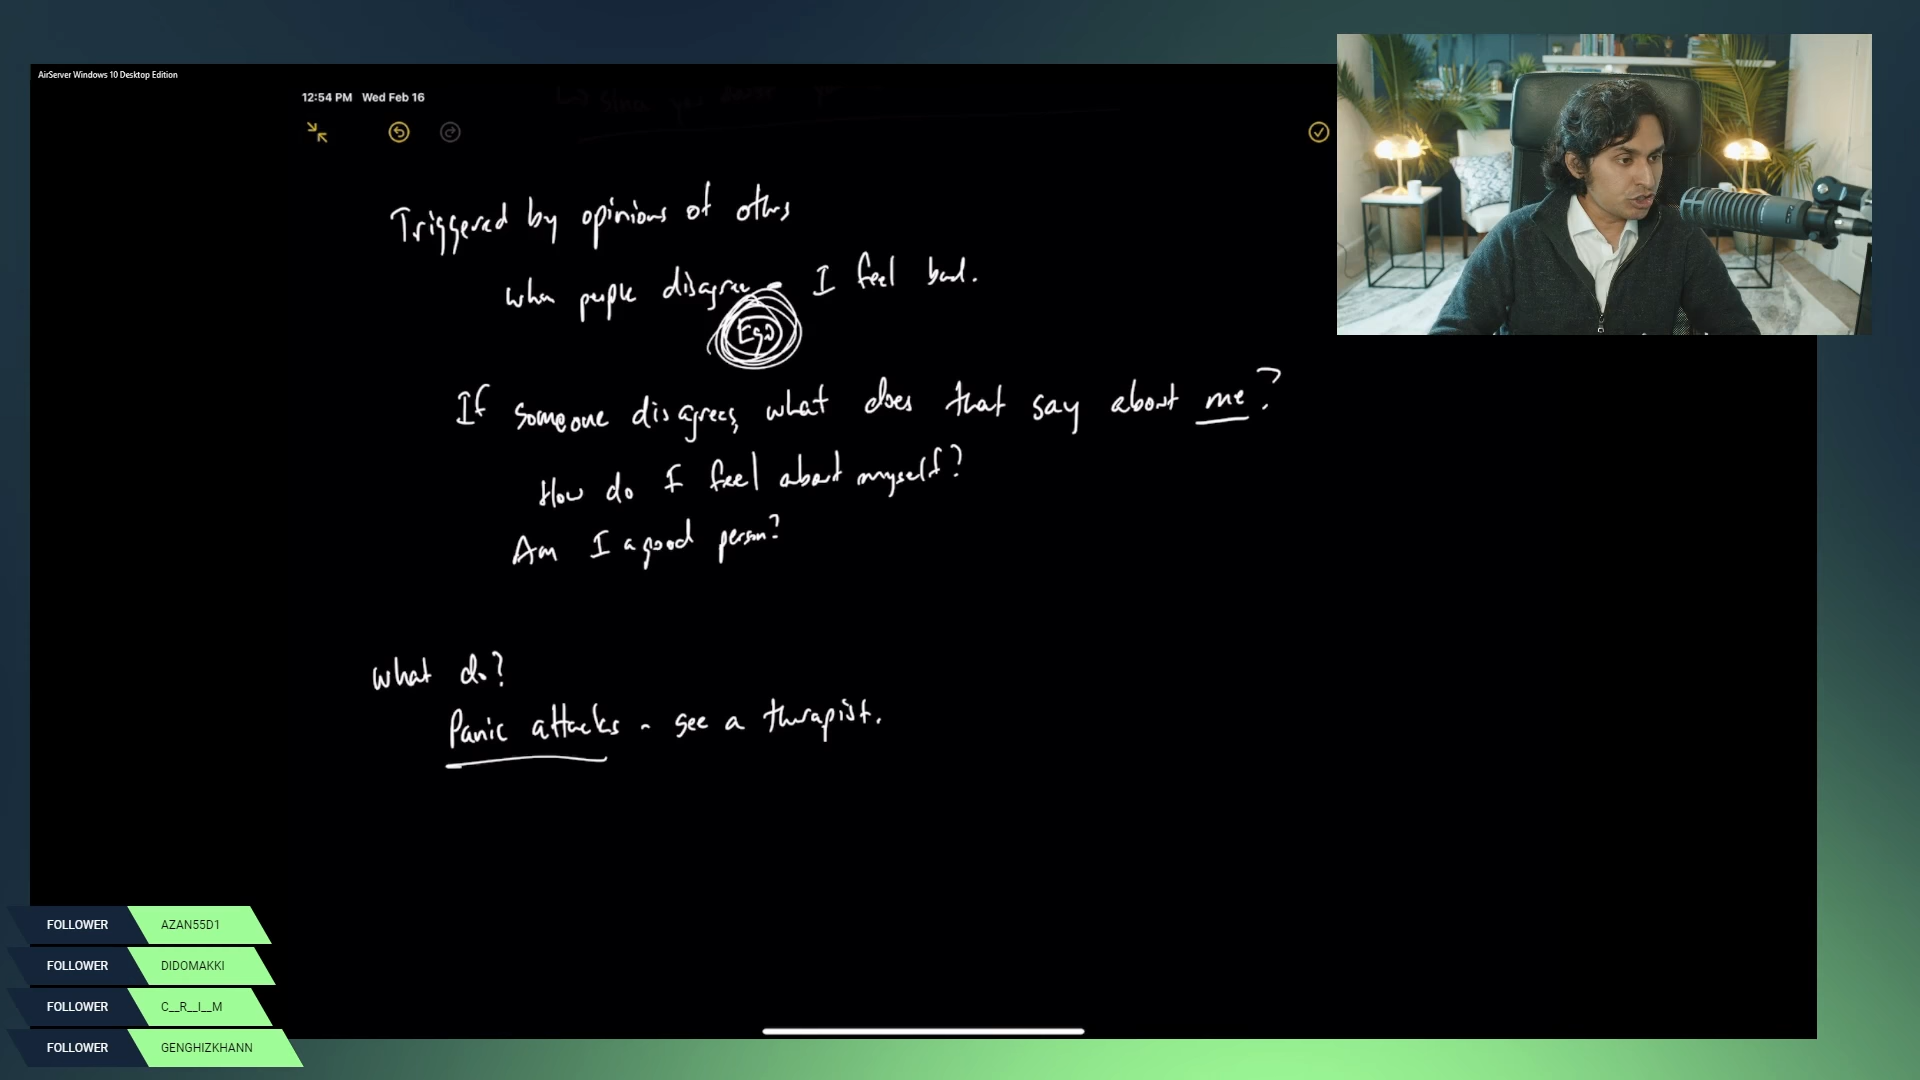 AirServer Windows 10 Desktop Edition
12:54 PM Wed Feb 16
Triggered by opinions of others
when people disagree - I feel bad.
Ego
If someone disagrees, what does that say about me?
How do I feel about myself?
Am I a good person?
What do?
Panic attacks - see a therapist.
FOLLOWER AZAN55D1
FOLLOWER DIDOMAKKI
FOLLOWER C__R__I__M
FOLLOWER GENGHIZKHANN